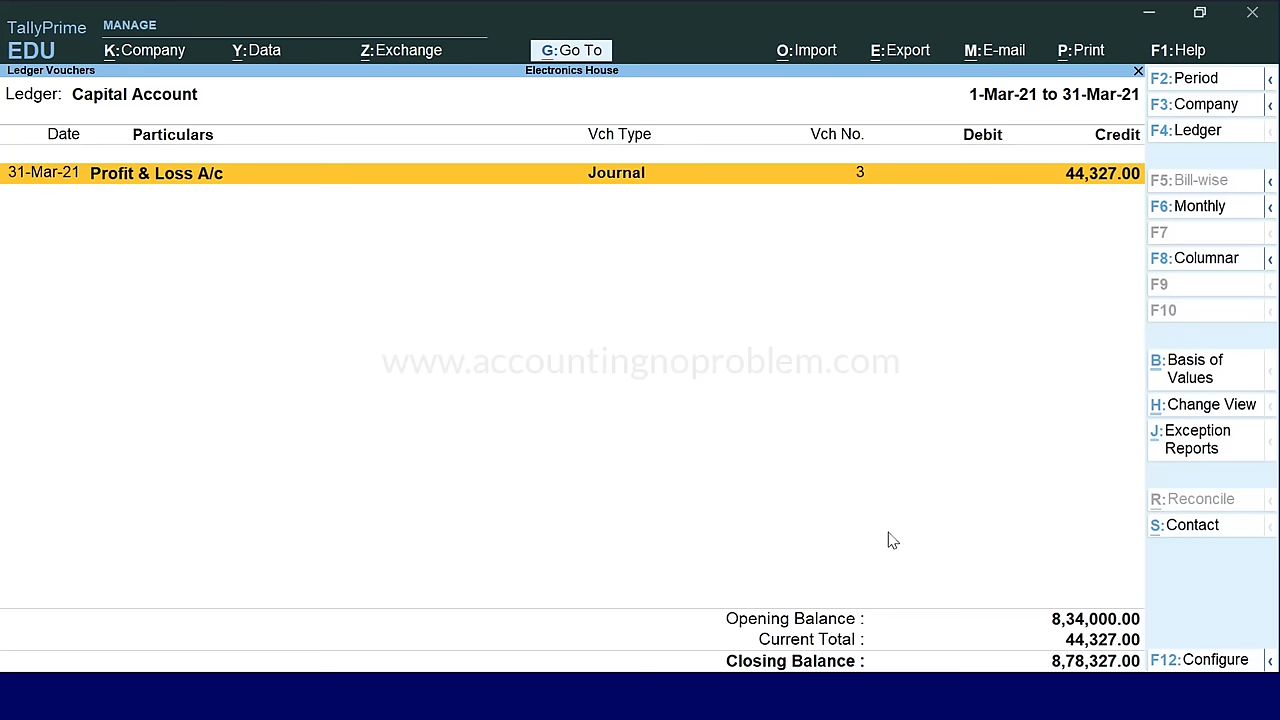 TallyPrime MANAGE
EDU K:Company Y:Data Z:Exchange G:Go To O:Import E:Export M:E-mail P:Print F1:Help
Ledger Vouchers Electronics House
Ledger: Capital Account 1-Mar-21 to 31-Mar-21
Date Particulars Vch Type Vch No. Debit Credit
31-Mar-21 Profit & Loss A/c Journal 3 44,327.00
www.accountingnoproblem.com
Opening Balance : 8,34,000.00
Current Total : 44,327.00
Closing Balance : 8,78,327.00
F2:Period
F3:Company
F4:Ledger
F5:Bill-wise
F6:Monthly
F7
F8:Columnar
F9
F10
B:Basis of
Values
H:Change View
J:Exception
Reports
R:Reconcile
S:Contact
F12:Configure